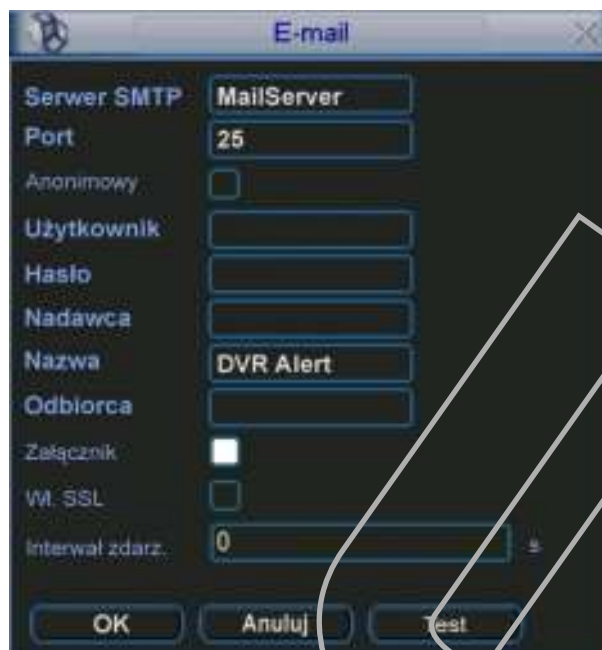 E-mail
Serwer SMTP MailServer
Port 25
Anonimowy
Użytkownik
Hasło
Nadawca
Nazwa DVR Alert
Odbiorca
Załącznik
Wł. SSL
Interwał zdarz. 0 s
OK Anuluj Test